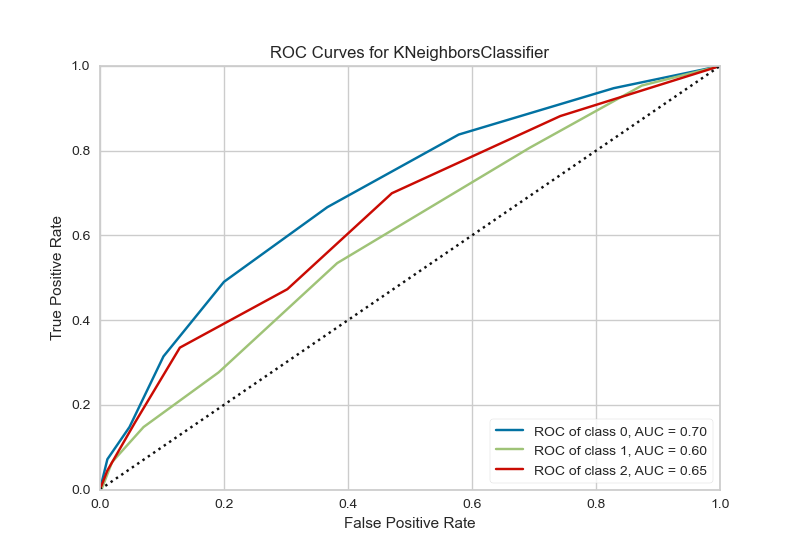 ROC Curves for KNeighborsClassifier
1.0
0.8
0.6
0.4
0.2
0.0
True Positive Rate
ROC of class 0, AUC = 0.70
ROC of class 1, AUC = 0.60
ROC of class 2, AUC = 0.65
0.0 0.2 0.4 0.6 0.8 1.0
False Positive Rate